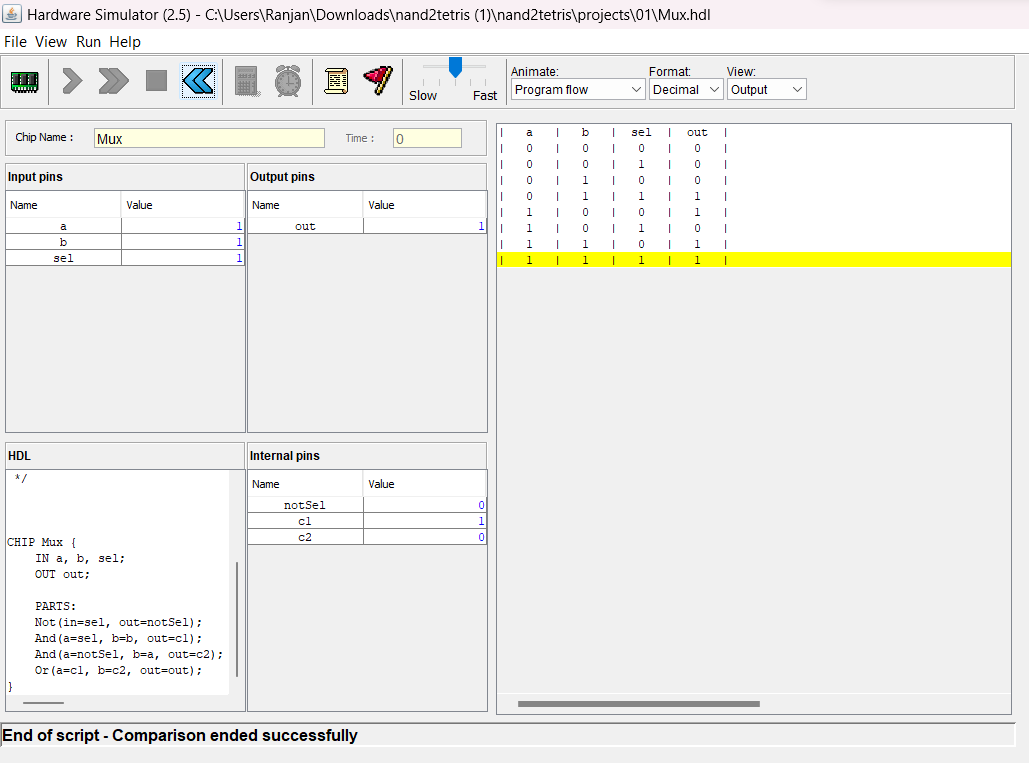 Hardware Simulator (2.5) - C:\Users\Ranjan\Downloads\nand2tetris (1)\nand2tetris\projects\01\Mux.hdl
File View Run Help
Slow Fast
Animate: Format: View:
Program flow Decimal Output
Chip Name : Mux Time : 0
Input pins
Name Value
a 1
b 1
sel 1
Output pins
Name Value
out 1
HDL
*/
CHIP Mux {
IN a, b, sel;
OUT out;
PARTS:
Not(in=sel, out=notSel);
And(a=sel, b=b, out=c1);
And(a=notSel, b=a, out=c2);
Or(a=c1, b=c2, out=out);
}
Internal pins
Name Value
notSel 0
c1 1
c2 0
| a | b | sel | out |
| 0 | 0 | 0 | 0 |
| 0 | 0 | 1 | 0 |
| 0 | 1 | 0 | 0 |
| 0 | 1 | 1 | 1 |
| 1 | 0 | 0 | 1 |
| 1 | 0 | 1 | 0 |
| 1 | 1 | 0 | 1 |
| 1 | 1 | 1 | 1 |
End of script - Comparison ended successfully